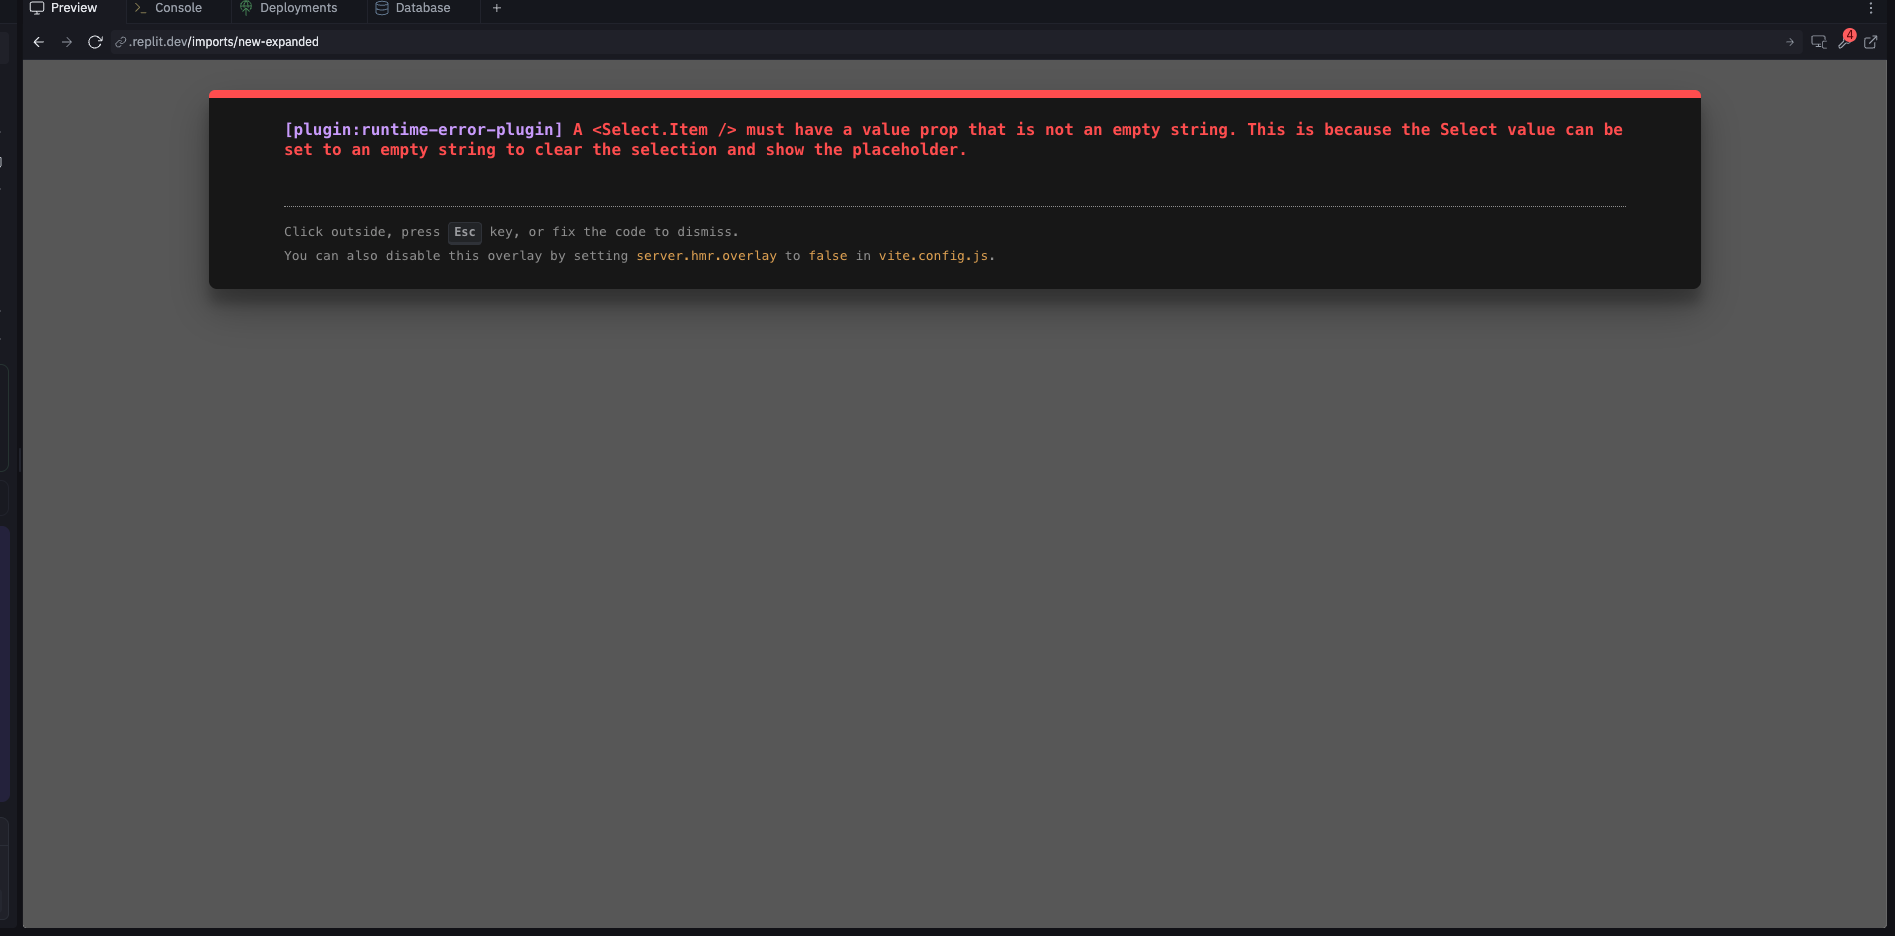 Preview
Console
Deployments
Database
.replit.dev/imports/new-expanded
4
[plugin:runtime-error-plugin] A <Select.Item /> must have a value prop that is not an empty string. This is because the Select value can be
set to an empty string to clear the selection and show the placeholder.
Click outside, press Esc key, or fix the code to dismiss.
You can also disable this overlay by setting server.hmr.overlay to false in vite.config.js.